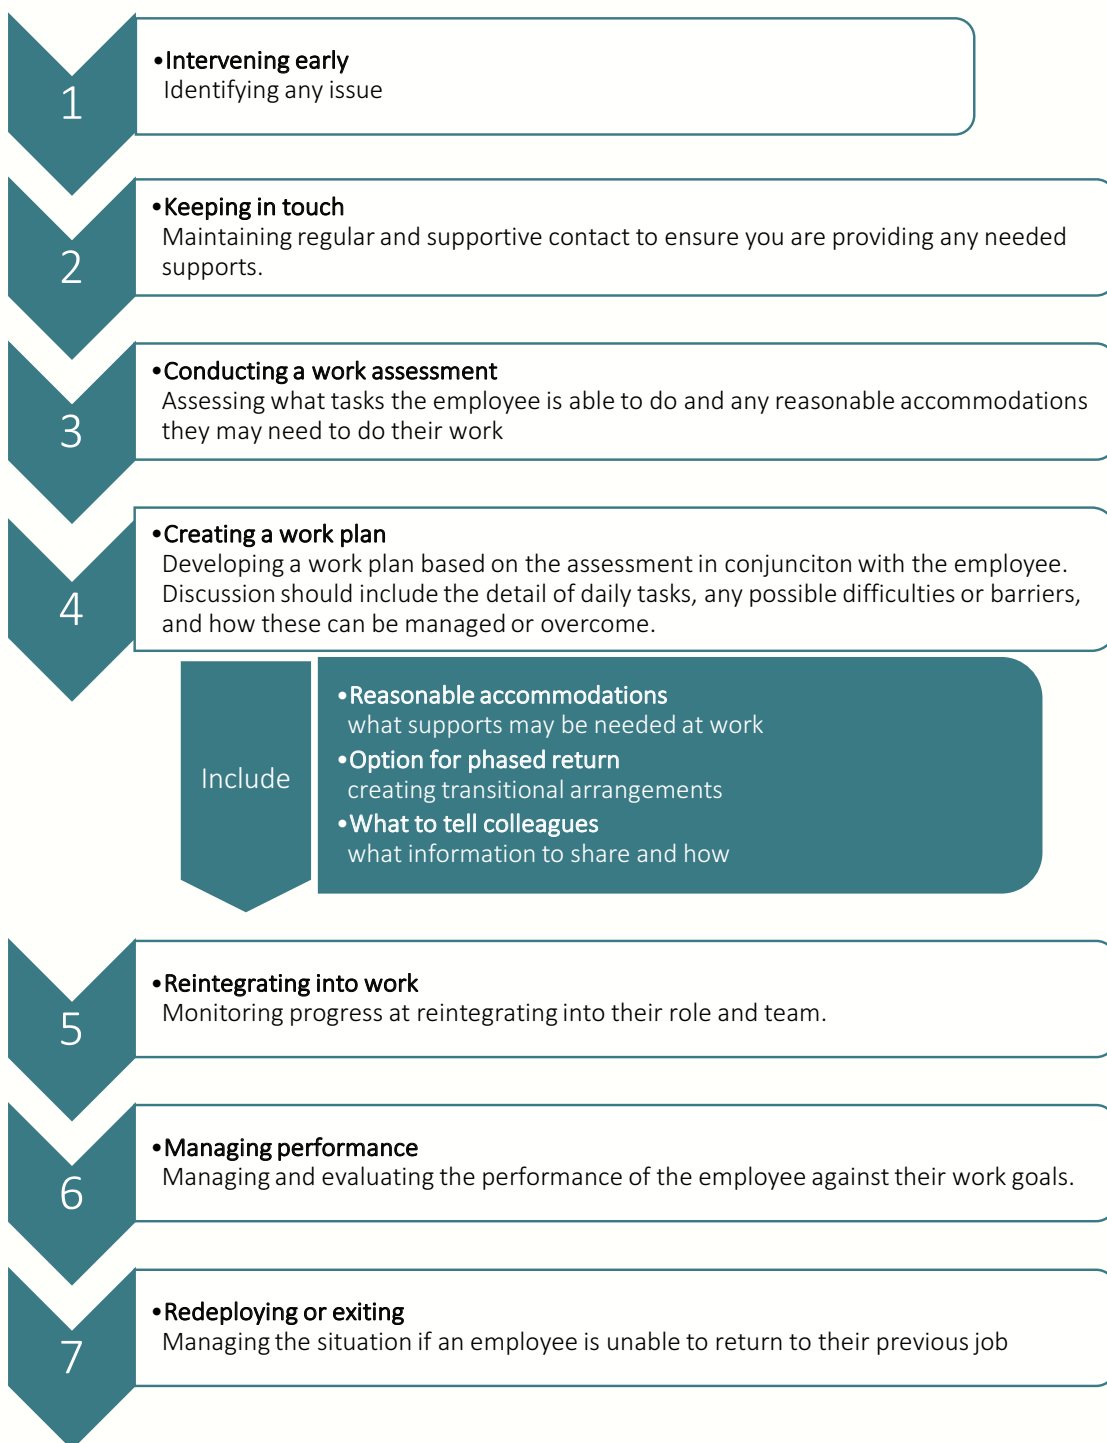 1
•Intervening early
Identifying any issue
2
•Keeping in touch
Maintaining regular and supportive contact to ensure you are providing any needed
supports.
3
•Conducting a work assessment
Assessing what tasks the employee is able to do and any reasonable accommodations
they may need to do their work
4
•Creating a work plan
Developing a work plan based on the assessment in conjunciton with the employee.
Discussion should include the detail of daily tasks, any possible difficulties or barriers,
and how these can be managed or overcome.
Include
•Reasonable accommodations
what supports may be needed at work
•Option for phased return
creating transitional arrangements
•What to tell colleagues
what information to share and how
5
•Reintegrating into work
Monitoring progress at reintegrating into their role and team.
6
•Managing performance
Managing and evaluating the performance of the employee against their work goals.
7
•Redeploying or exiting
Managing the situation if an employee is unable to return to their previous job